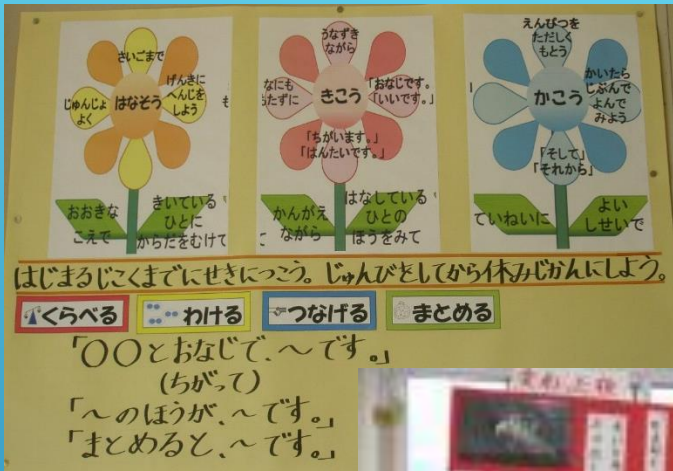 さいごまで
げんきに
へんじを
しよう
じゅんじょ
よく
はなそう
おおきな
こえで
きいている
ひとに
からだをむけて
うなずき
ながら
なにも
もたずに
きこう
「おなじです。」
「いいです。」
「ちがいます。」
「はんたいです。」
かんがえ
ながら
はなしている
ひとの
ほうをみて
えんぴつを
ただしく
もとう
かこう
かいたら
じぶんで
よんで
みよう
「そして」
「それから」
ていねいに
よい
しせいで
はじまるじこくまでにせきにつこう。じゅんびをしてから休みじかんにしよう。
くらべる わける つなげる まとめる
「〇〇とおなじで、~です。」
(ちがって)
「~のほうが、~です。」
「まとめると、~です。」